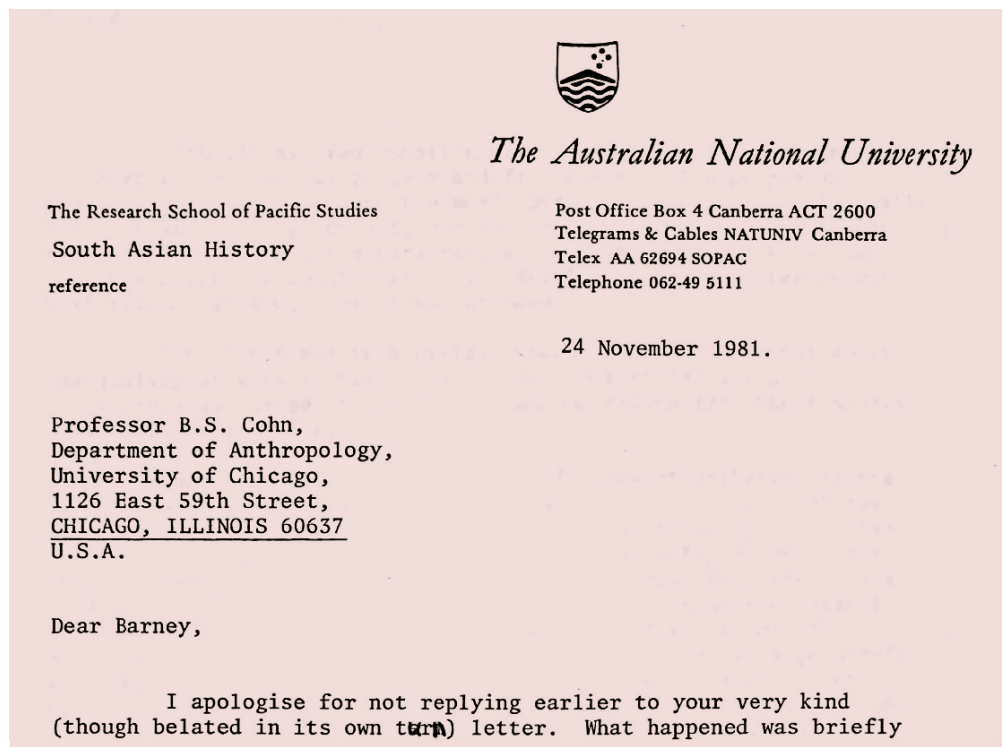 The Australian National University
The Research School of Pacific Studies
South Asian History
reference
Post Office Box 4 Canberra ACT 2600
Telegrams & Cables NATUNIV Canberra
Telex AA 62694 SOPAC
Telephone 062-49 5111
24 November 1981.
Professor B.S. Cohn,
Department of Anthropology,
University of Chicago,
1126 East 59th Street,
CHICAGO, ILLINOIS 60637
U.S.A.
Dear Barney,
I apologise for not replying earlier to your very kind
(though belated in its own turn) letter. What happened was briefly